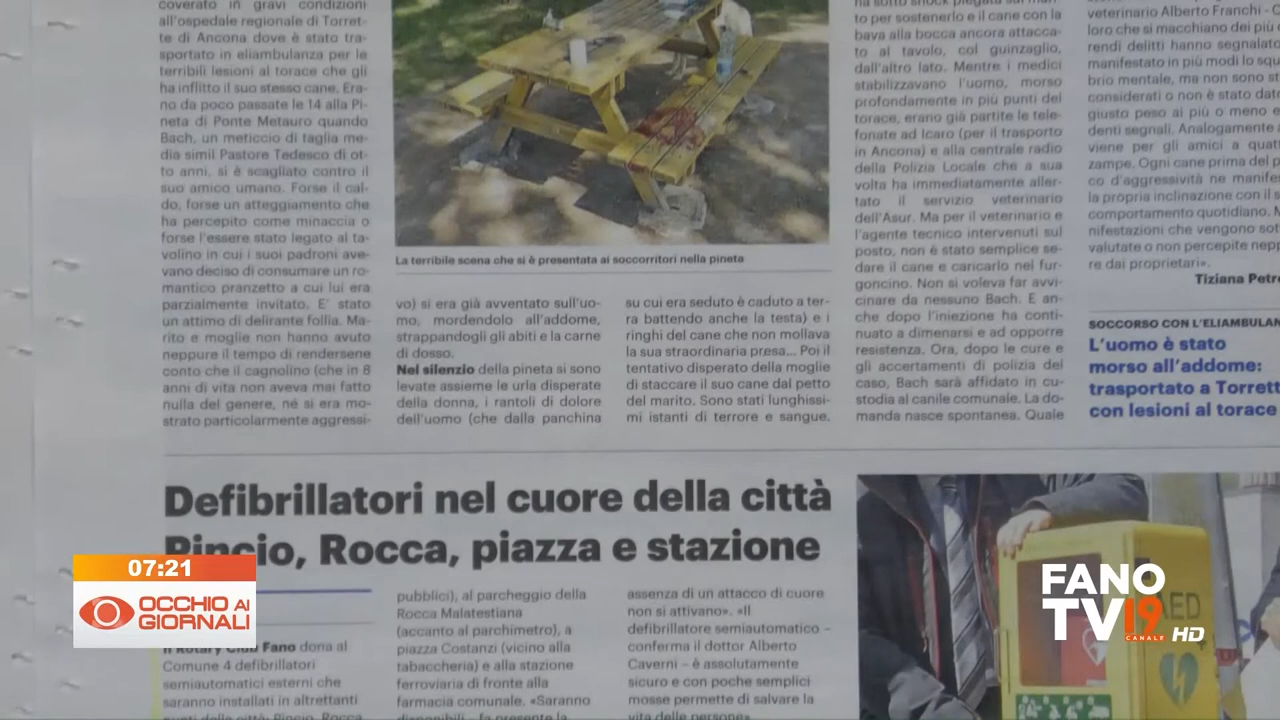 coverato in gravi condizioni
all'ospedale regionale di Torret-
te di Ancona dove è stato tra-
sportato in eliambulanza per le
terribili lesioni al torace che gli
ha inflitto il suo stesso cane. Era-
no da poco passate le 14 alla Pi-
neta di Ponte Metauro quando
Bach, un meticcio di taglia me-
dia simil Pastore Tedesco di ot-
to anni, si è scagliato contro il
suo amico umano. Forse il cal-
do, forse un atteggiamento che
ha percepito come minaccia o
forse l'essere stato legato al ta-
volino in cui i suoi padroni ave-
vano deciso di consumare un ro-
mantico pranzetto a cui lui era
parzialmente invitato. E' stato
un attimo di delirante follia. Ma-
rito e moglie non hanno avuto
neppure il tempo di rendersene
conto che il cagnolino (che in 8
anni di vita non aveva mai fatto
nulla del genere, né si era mo-
strato particolarmente aggressi-
La terribile scena che si è presentata ai soccorritori nella pineta
vo) si era già avventato sull'uo-
mo, mordendolo all'addome,
strappandogli gli abiti e la carne
di dosso.
Nel silenzio della pineta si sono
levate assieme le urla disperate
della donna, i rantoli di dolore
dell'uomo (che dalla panchina
su cui era seduto è caduto a ter-
ra battendo anche la testa) e i
ringhi del cane che non mollava
la sua straordinaria presa... Poi il
tentativo disperato della moglie
di staccare il suo cane dal petto
del marito. Sono stati lunghissi-
mi istanti di terrore e sangue.
to per sostenerlo e il cane con la
bava alla bocca ancora attacca-
to al tavolo, col guinzaglio,
dall'altro lato. Mentre i medici
stabilizzavano l'uomo, morso
profondamente in più punti del
torace, erano già partite le tele-
fonate ad Icaro (per il trasporto
in Ancona) e alla centrale radio
della Polizia Locale che a sua
volta ha immediatamente aller-
tato il servizio veterinario
dell'Asur. Ma per il veterinario e
l'agente tecnico intervenuti sul
posto, non è stato semplice se-
dare il cane e caricarlo nel fur-
goncino. Non si voleva far avvi-
cinare da nessuno Bach. E an-
che dopo l'iniezione ha conti-
nuato a dimenarsi e ad opporre
resistenza. Ora, dopo le cure e
gli accertamenti di polizia del
caso, Bach sarà affidato in cu-
stodia al canile comunale. La do-
manda nasce spontanea. Quale
veterinario Alberto Franchi - C
loro che si macchiano dei più
rendi delitti hanno segnalato
manifestato in più modi lo squ
brio mentale, ma non sono st
considerati o non è stato dato
giusto peso ai più o meno e
denti segnali. Analogamente
viene per gli amici a quatt
zampe. Ogni cane prima del p
co d'aggressività ne manifes
la propria inclinazione con il s
comportamento quotidiano. M
nifestazioni che vengono sott
valutate o non percepite nepp
re dai proprietari».
Tiziana Petre
SOCCORSO CON L'ELIAMBULAN
L'uomo è stato
morso all'addome:
trasportato a Torrett
con lesioni al torace
Defibrillatori nel cuore della città
Pincio, Rocca, piazza e stazione
Il Rotary Club Fano dona al
Comune 4 defibrillatori
semiautomatici esterni che
saranno installati in altrettanti
punti della città: Pincio, Rocca
pubblici), al parcheggio della
Rocca Malatestiana
(accanto al parchimetro), a
piazza Costanzi (vicino alla
tabaccheria) e alla stazione
ferroviaria di fronte alla
farmacia comunale. «Saranno
disponibili – fa presente la
assenza di un attacco di cuore
non si attivano». «Il
defibrillatore semiautomatico –
conferma il dottor Alberto
Caverni – è assolutamente
sicuro e con poche semplici
mosse permette di salvare la
vita delle persone»
AED
07:21
OCCHIO AI
GIORNALI
FANO
TV19
CANALE HD